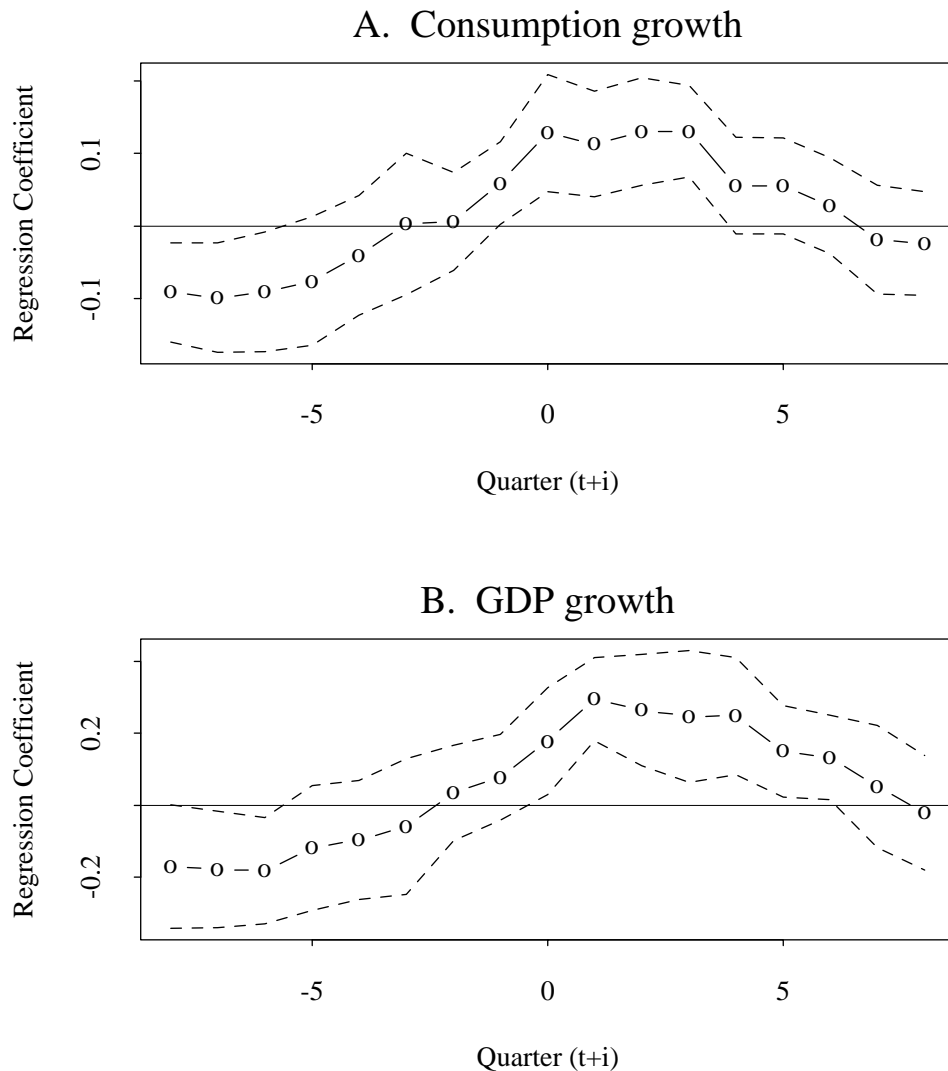 A. Consumption growth
Regression Coefficient
0.1
-0.1
-5 0 5
Quarter (t+i)
B. GDP growth
Regression Coefficient
0.2
-0.2
-5 0 5
Quarter (t+i)